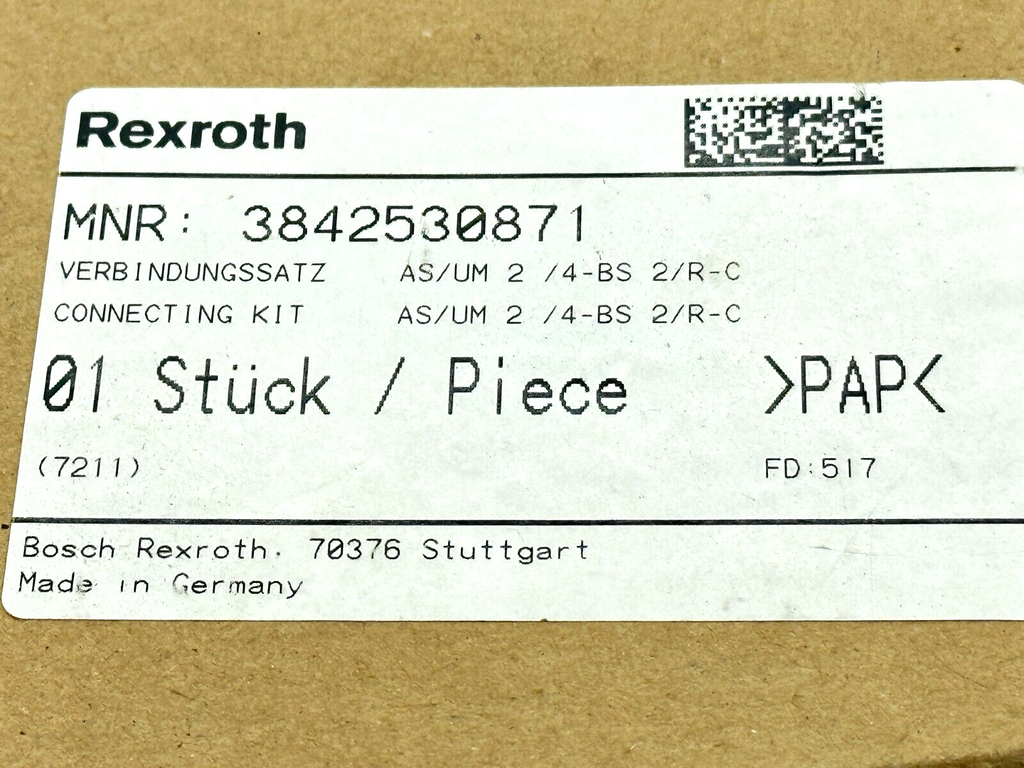 Rexroth
MNR: 3842530871
VERBINDUNGSSATZ AS/UM 2 /4-BS 2/R-C
CONNECTING KIT AS/UM 2 /4-BS 2/R-C
01 Stück / Piece >PAP<
(7211) FD:517
Bosch Rexroth. 70376 Stuttgart
Made in Germany